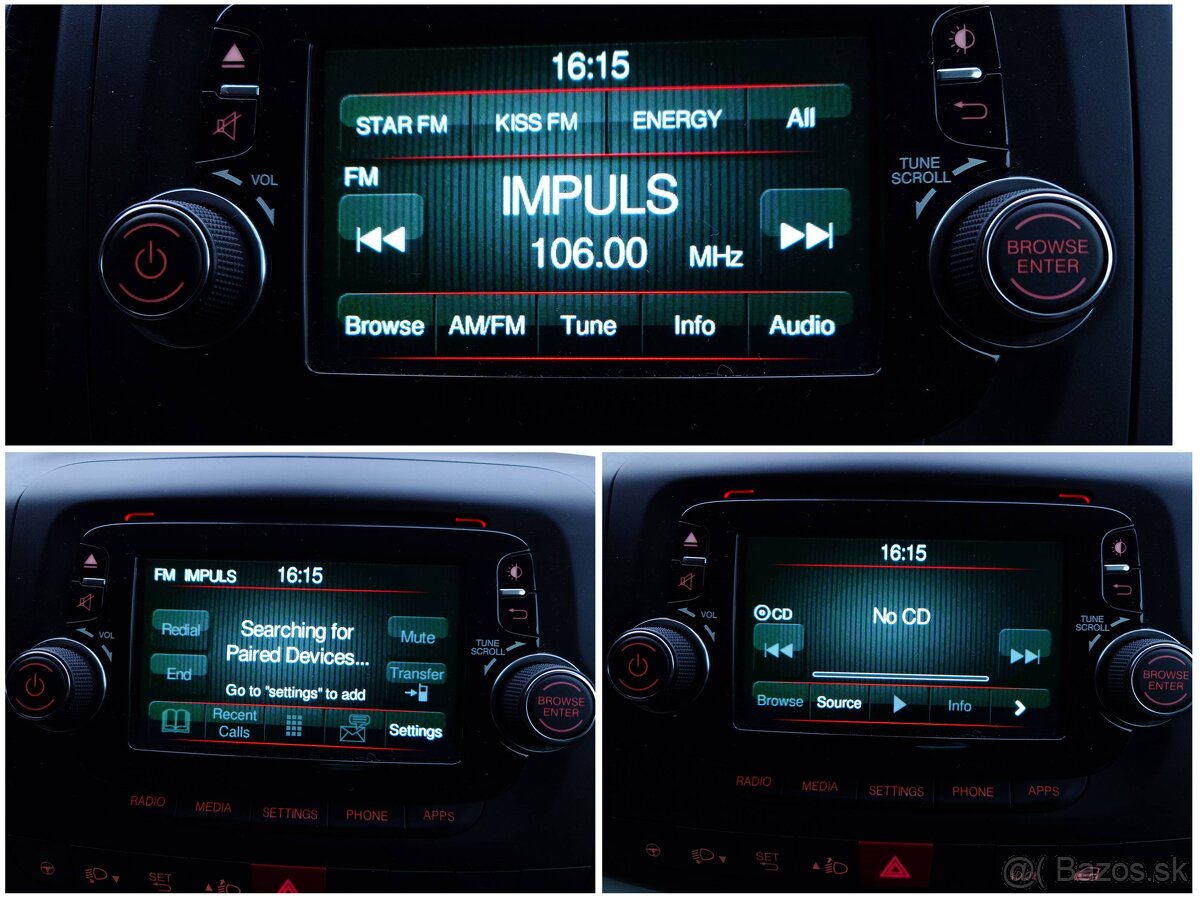 16:15
STAR FM KISS FM ENERGY All
FM
IMPULS
106.00 MHz
Browse AM/FM Tune Info Audio
VOL
TUNE
SCROLL
BROWSE
ENTER
FM IMPULS 16:15
Redial
Searching for
Paired Devices...
Mute
End
Transfer
Go to "settings" to add
Recent
Calls
Settings
VOL
TUNE
SCROLL
BROWSE
ENTER
RADIO MEDIA SETTINGS PHONE APPS
SET
16:15
CD
No CD
Browse Source Info
VOL
TUNE
SCROLL
BROWSE
ENTER
RADIO MEDIA SETTINGS PHONE APPS
SET
Bazos.sk